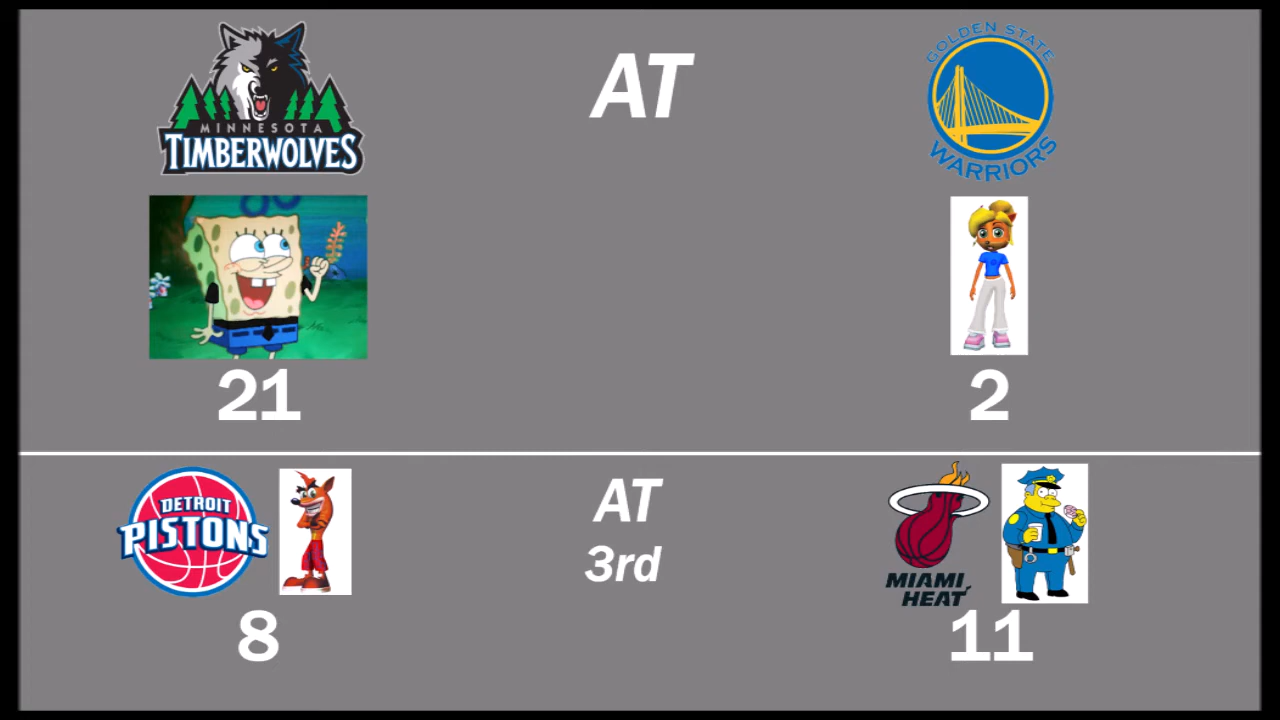 MINNESOTA
TIMBERWOLVES
AT
GOLDEN STATE
WARRIORS
21
2
DETROIT
PISTONS
AT
3rd
MIAMI
HEAT
8
11